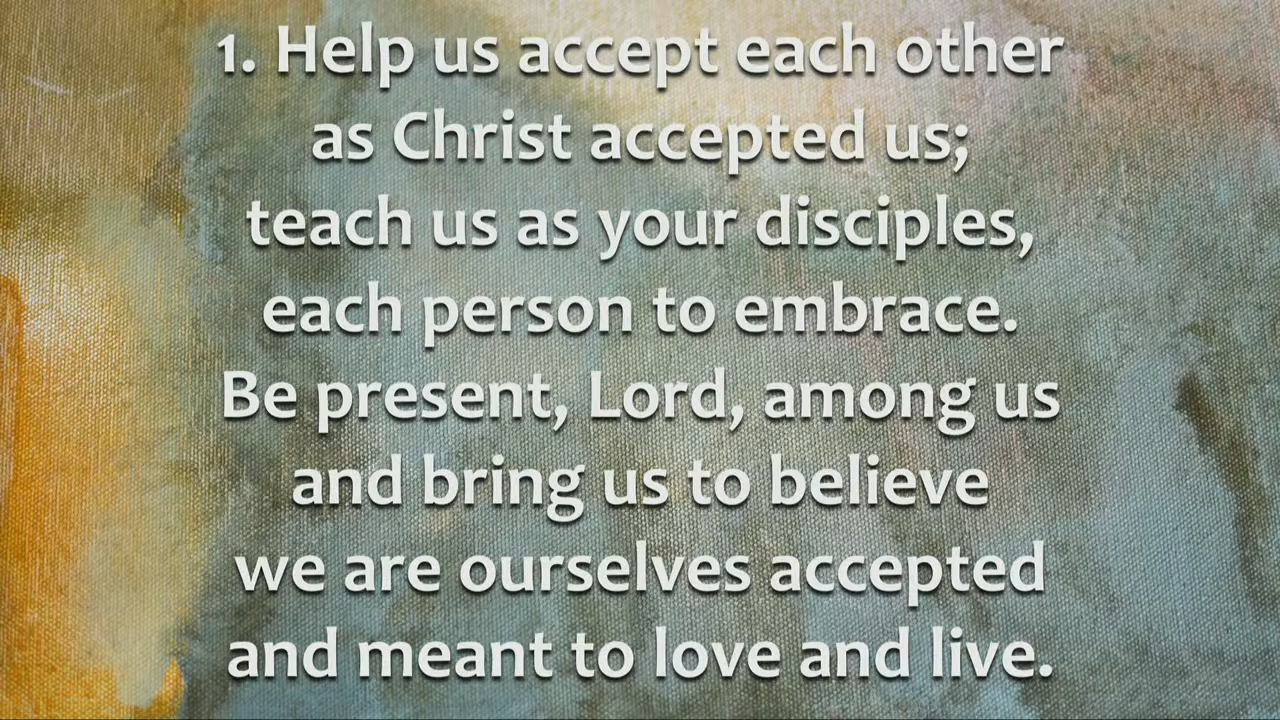 1. Help us accept each other
as Christ accepted us;
teach us as your disciples,
each person to embrace.
Be present, Lord, among us
and bring us to believe
we are ourselves accepted
and meant to love and live.